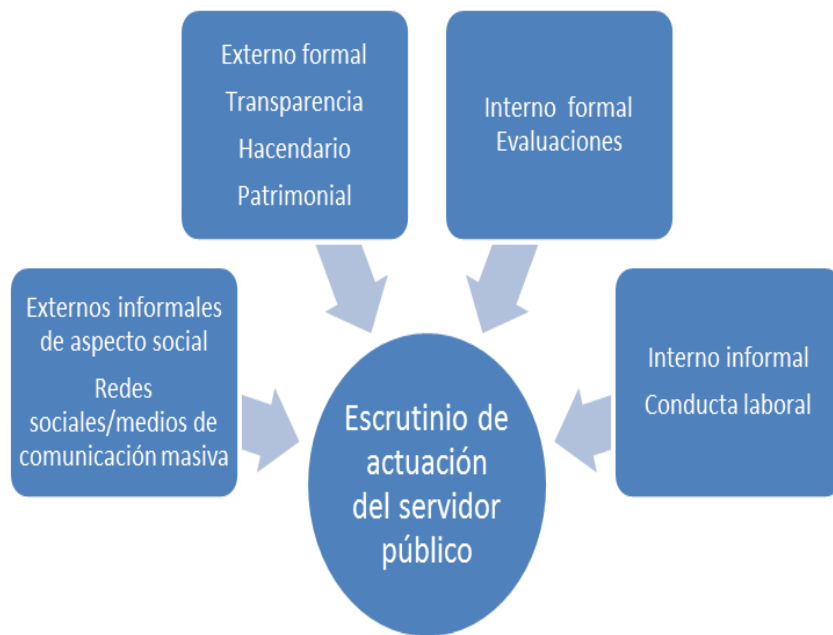 Externo formal
Transparencia
Hacendario
Patrimonial
Interno formal
Evaluaciones
Externos informales
de aspecto social
Redes
sociales/medios de
comunicación masiva
Interno informal
Conducta laboral
Escrutinio de
actuación
del servidor
público